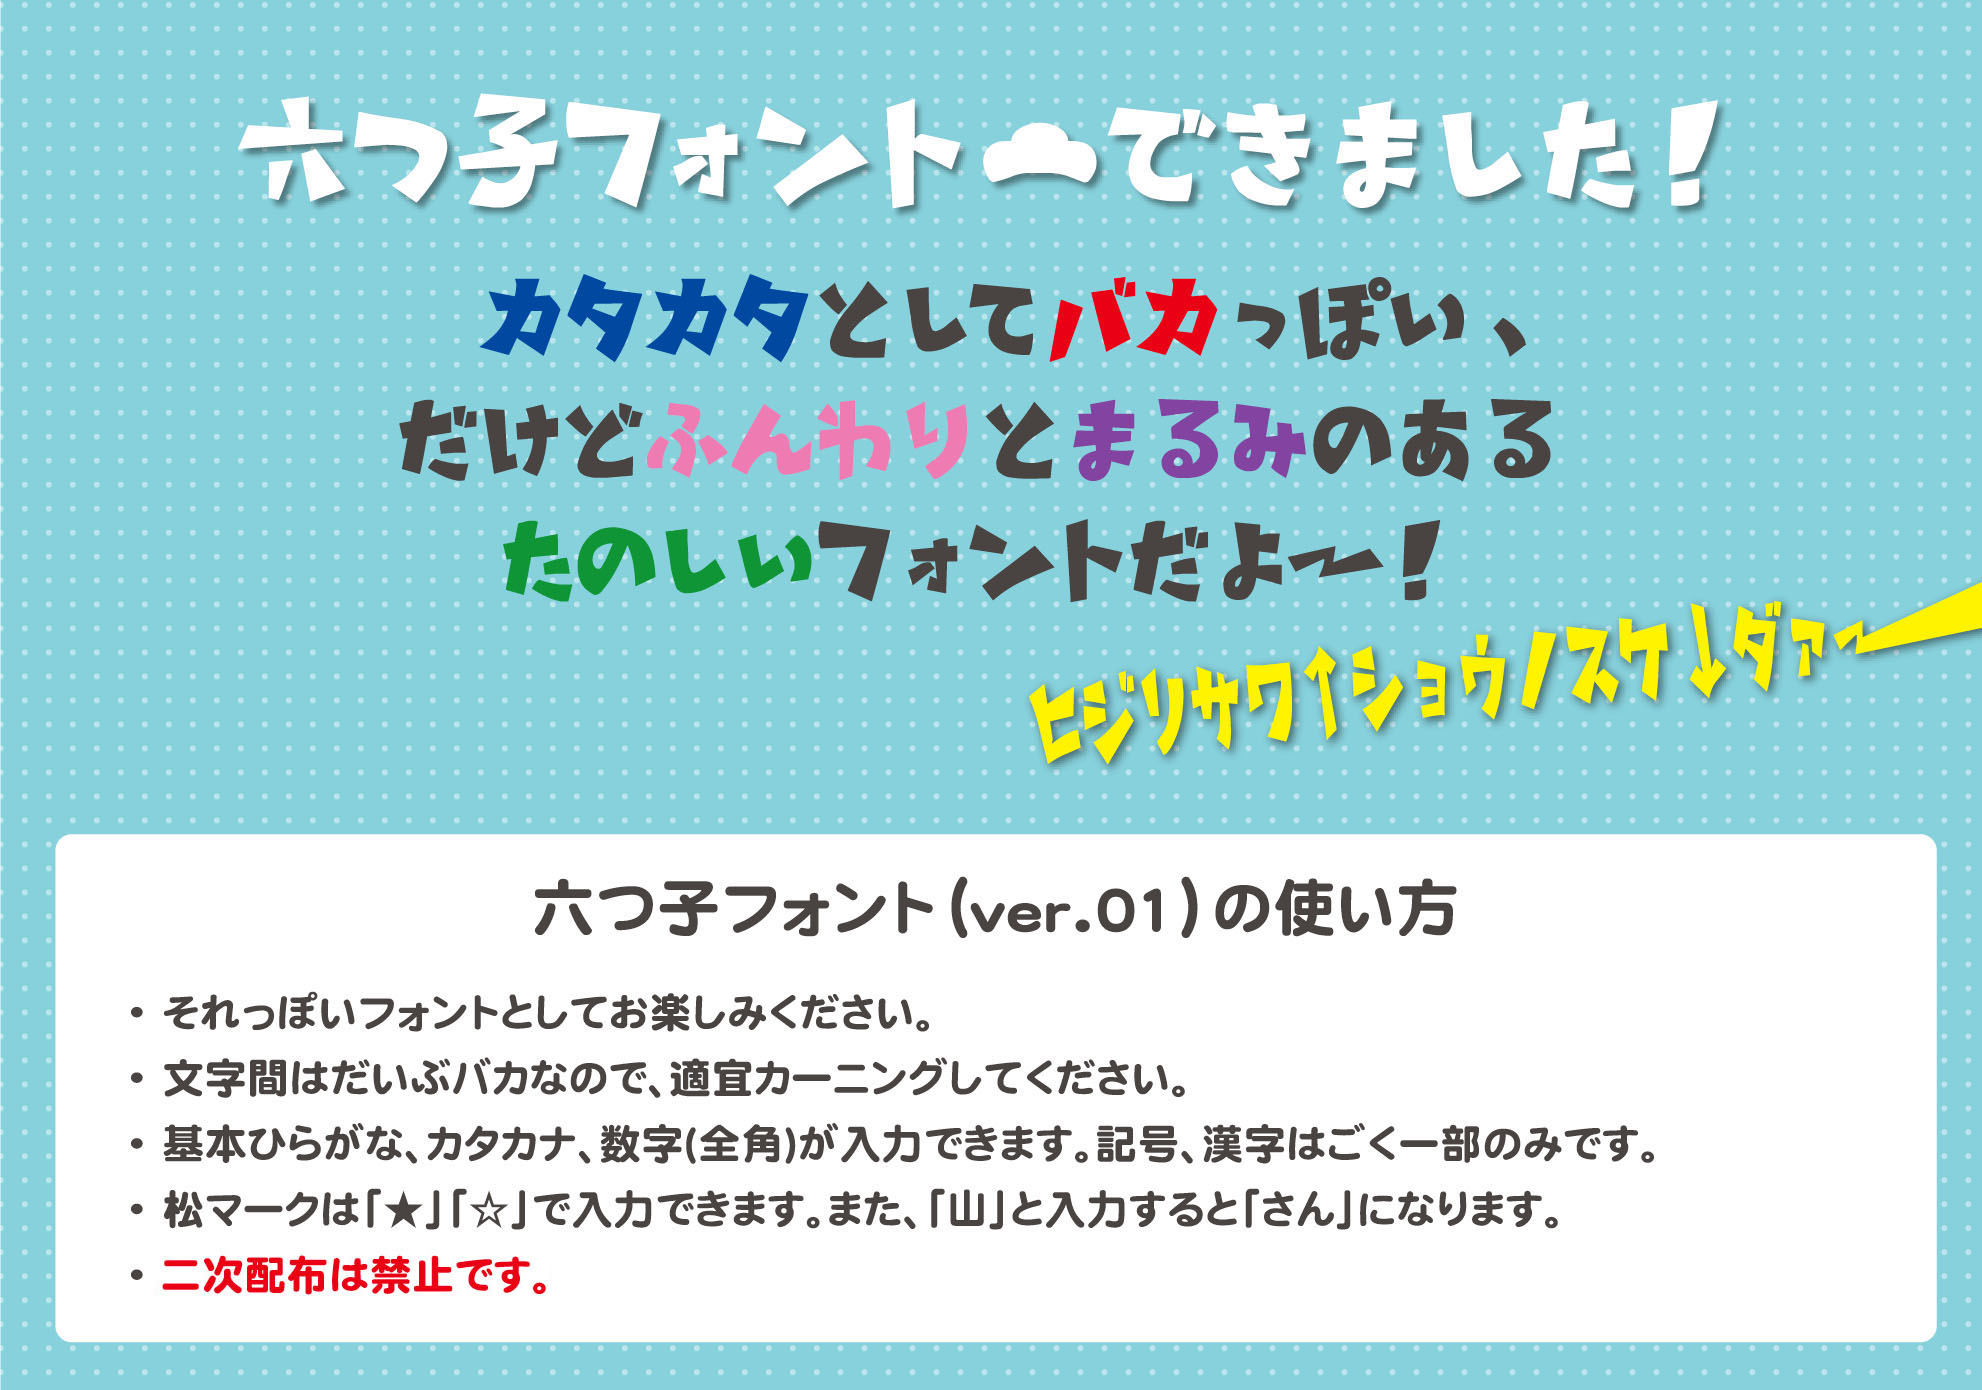 六つ子フォントできました！
カタカタとしてバカっぽい、
だけどふんわりとまるみのある
たのしいフォントだよ〜！
ヒジリサワ↑ショウノスケ↓ダァ〜
六つ子フォント（ver.01）の使い方
・それっぽいフォントとしてお楽しみください。
・文字間はだいぶバカなので、適宜カーニングしてください。
・基本ひらがな、カタカナ、数字(全角)が入力できます。記号、漢字はごく一部のみです。
・松マークは「★」「☆」で入力できます。また、「山」と入力すると「さん」になります。
・二次配布は禁止です。